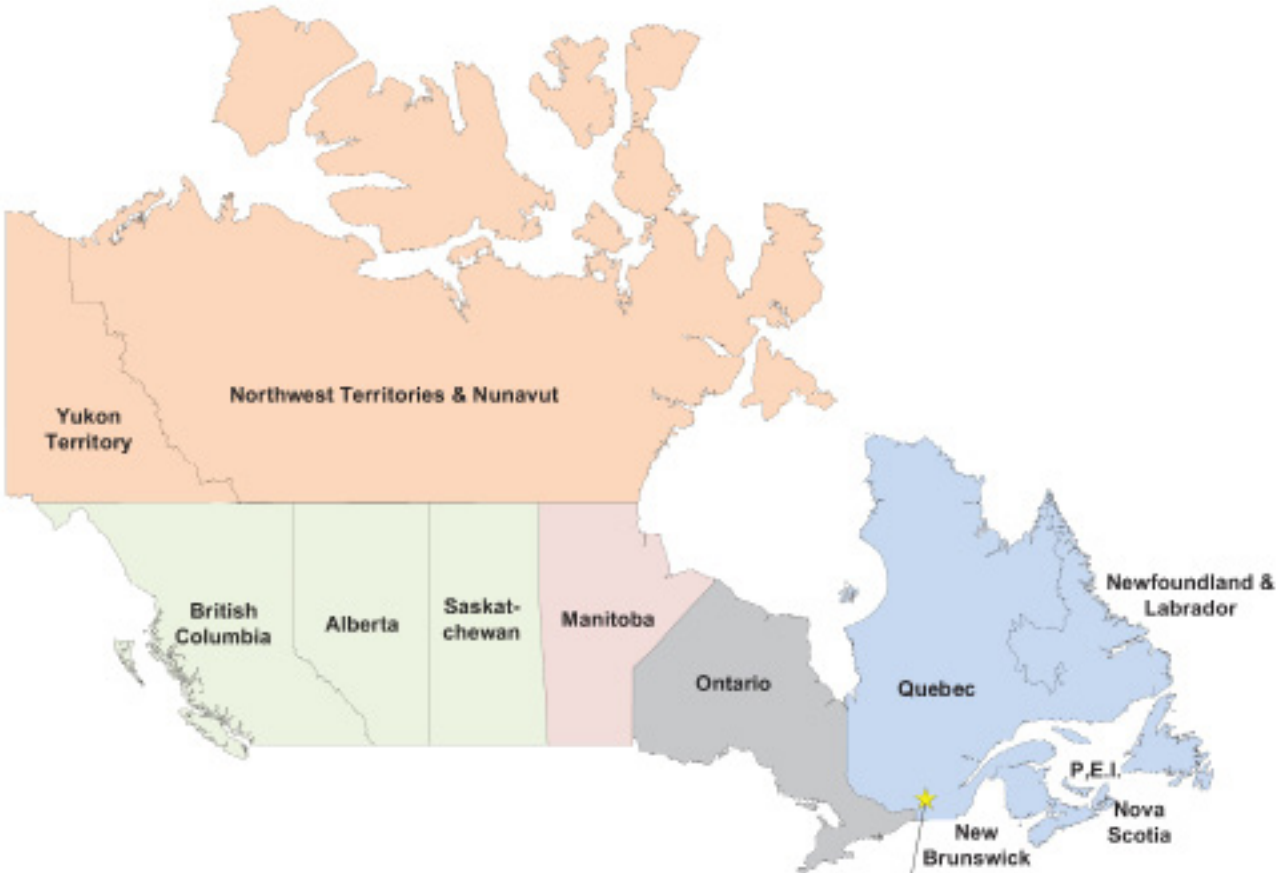 Northwest Territories & Nunavut
Yukon
Territory
British
Columbia
Alberta
Saskat-
chewan
Manitoba
Ontario
Quebec
Newfoundland &
Labrador
P,E.I.
Nova
Scotia
New
Brunswick